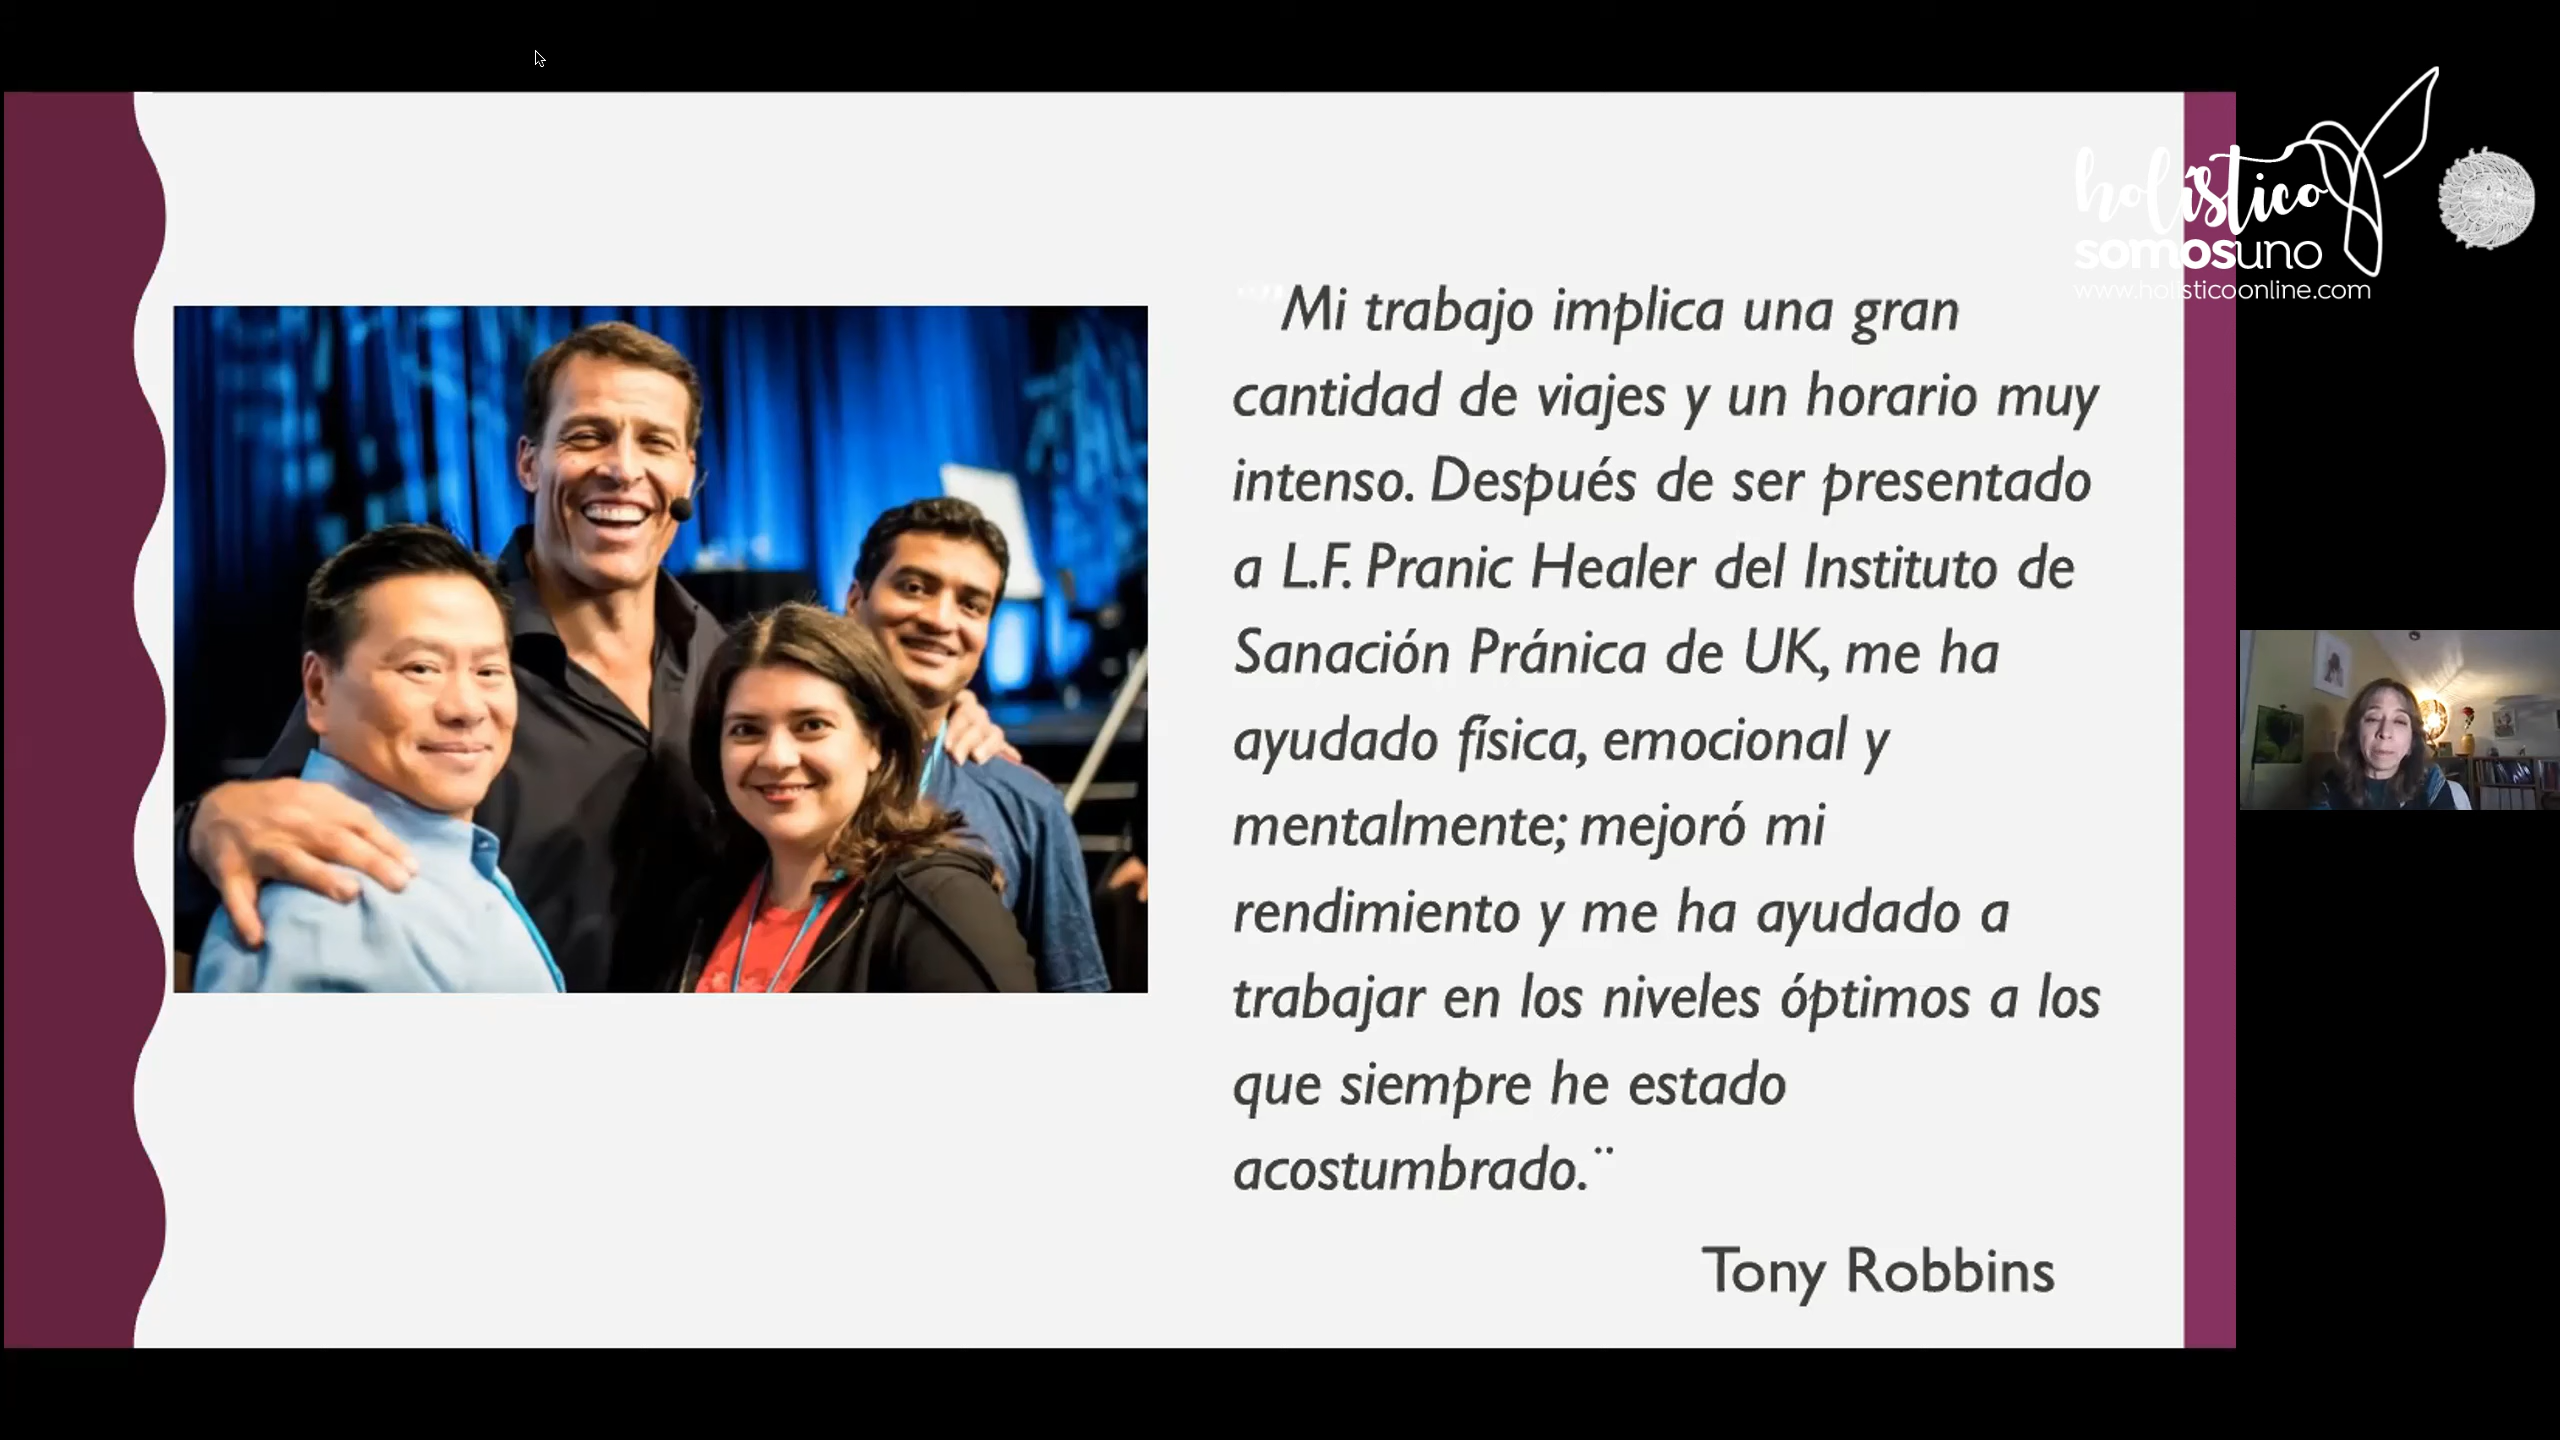 holístico
somosuno
www.holisticoonline.com
¨Mi trabajo implica una gran
cantidad de viajes y un horario muy
intenso. Después de ser presentado
a L.F. Pranic Healer del Instituto de
Sanación Pránica de UK, me ha
ayudado física, emocional y
mentalmente; mejoró mi
rendimiento y me ha ayudado a
trabajar en los niveles óptimos a los
que siempre he estado
acostumbrado.¨
Tony Robbins